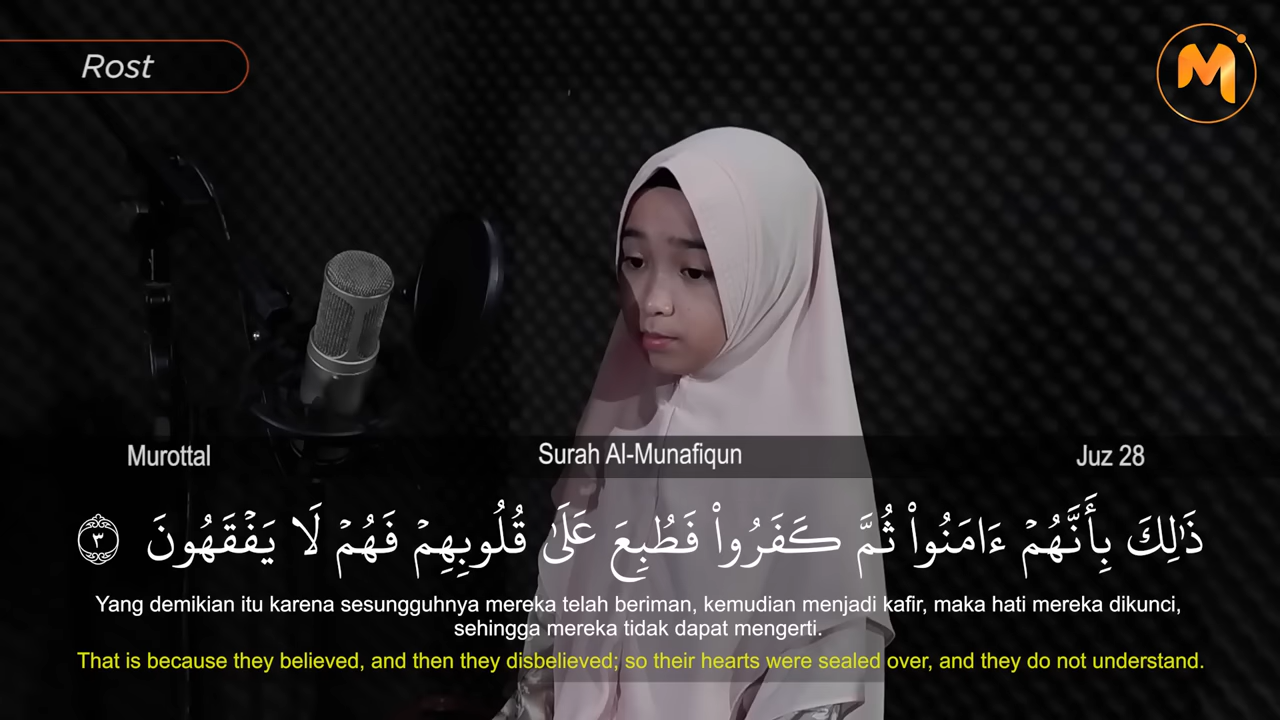 Rost
M
Murottal
Surah Al-Munafiqun
Juz 28
ذَٰلِكَ بِأَنَّهُمۡ ءَامَنُواْ ثُمَّ كَفَرُواْ فَطُبِعَ عَلَىٰ قُلُوبِهِمۡ فَهُمۡ لَا يَفۡقَهُونَ ٣
Yang demikian itu karena sesungguhnya mereka telah beriman, kemudian menjadi kafir, maka hati mereka dikunci,
sehingga mereka tidak dapat mengerti.
That is because they believed, and then they disbelieved; so their hearts were sealed over, and they do not understand.